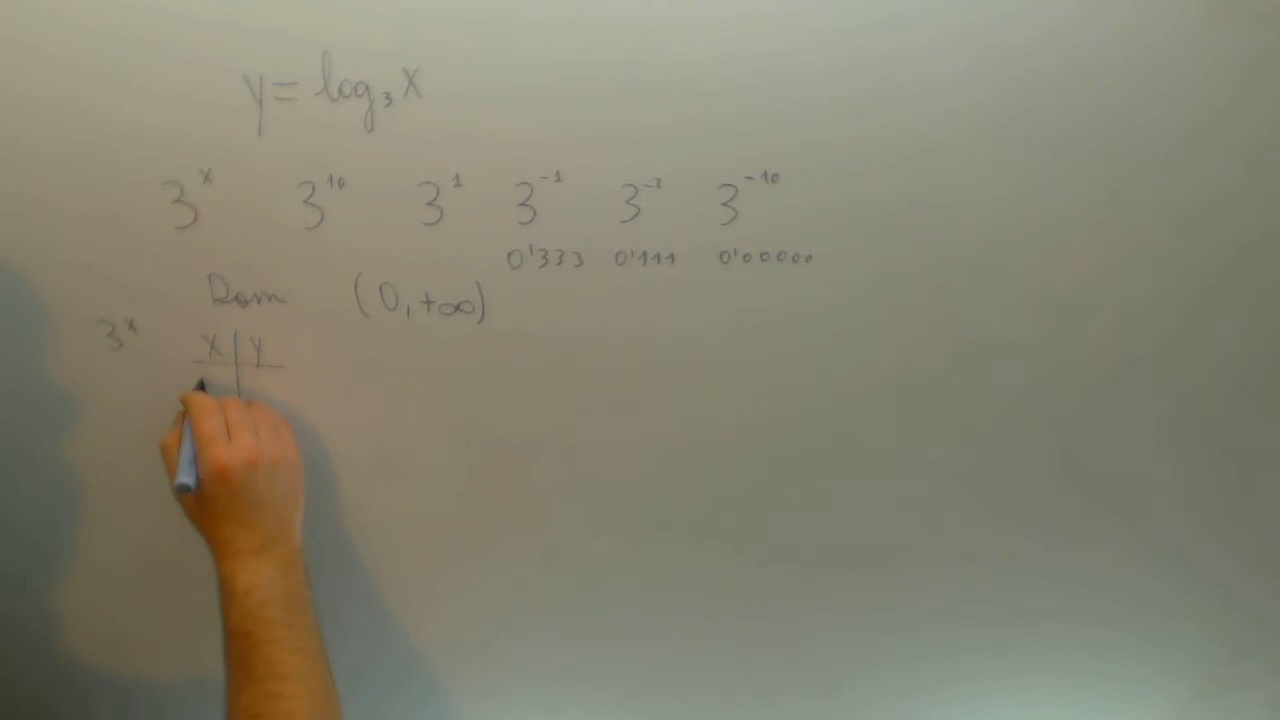 y = log₃ x
3ˣ 3¹⁰ 3¹ 3⁻¹ 3⁻² 3⁻¹⁰
0'333 0'111 0'00000
Dom (0, +∞)
3ˣ
x | y